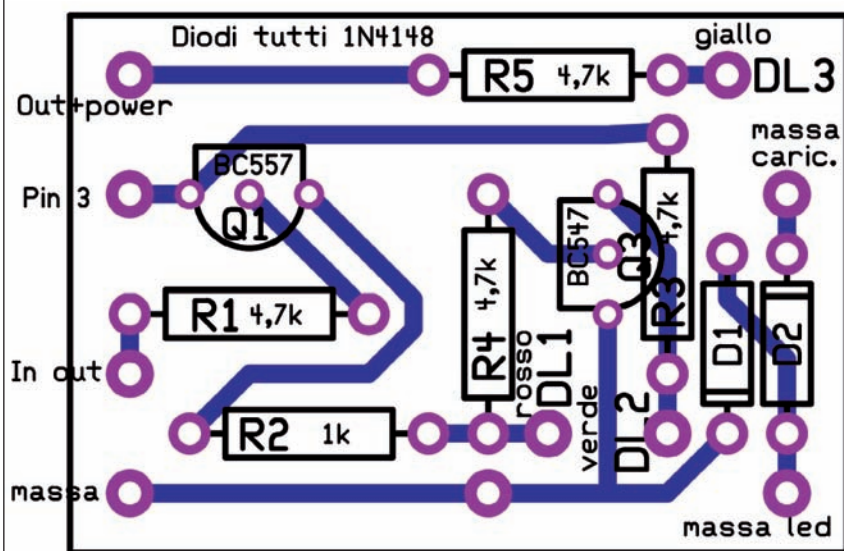 Diodi tutti 1N4148
giallo
R5 4,7k
DL3
Out+power
massa
caric.
BC557
Pin 3
Q1
BC547
Q3
4,7k
R3
R1 4,7k
4,7k
R4
D1
D2
In out
rosso
DL1
verde
DL2
R2 1k
massa
massa led